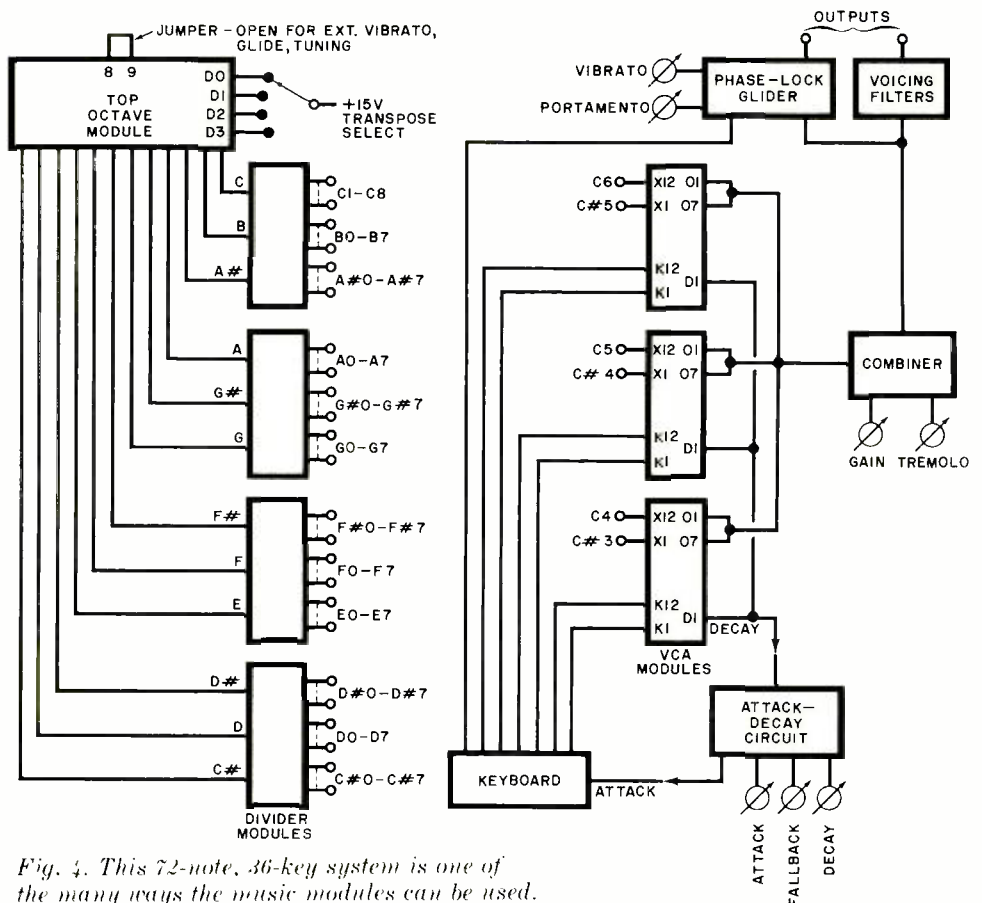 JUMPER – OPEN FOR EXT. VIBRATO,
GLIDE, TUNING
8 9
TOP
OCTAVE
MODULE
D0
D1
D2
D3
+15V
TRANSPOSE
SELECT
C
B
A#
C1–C8
B0–B7
A#0–A#7
A
G#
G
A0–A7
G#0–G#7
G0–G7
F#
F
E
F#0–F#7
F0–F7
E0–E7
D#
D
C#
D#0–D#7
D0–D7
C#0–C#7
DIVIDER
MODULES
OUTPUTS
VIBRATO
PORTAMENTO
PHASE–LOCK
GLIDER
VOICING
FILTERS
C6 X12 O1
C#5 X1 O7
K12 D1
K1
C5 X12 O1
C#4 X1 O7
K12 D1
K1
C4 X12 O1
C#3 X1 O7
K12 D1
K1
DECAY
VCA
MODULES
COMBINER
GAIN TREMOLO
ATTACK–
DECAY
CIRCUIT
KEYBOARD
ATTACK
ATTACK
FALLBACK
DECAY
Fig. 4. This 72-note, 36-key system is one of
the many ways the music modules can be used.